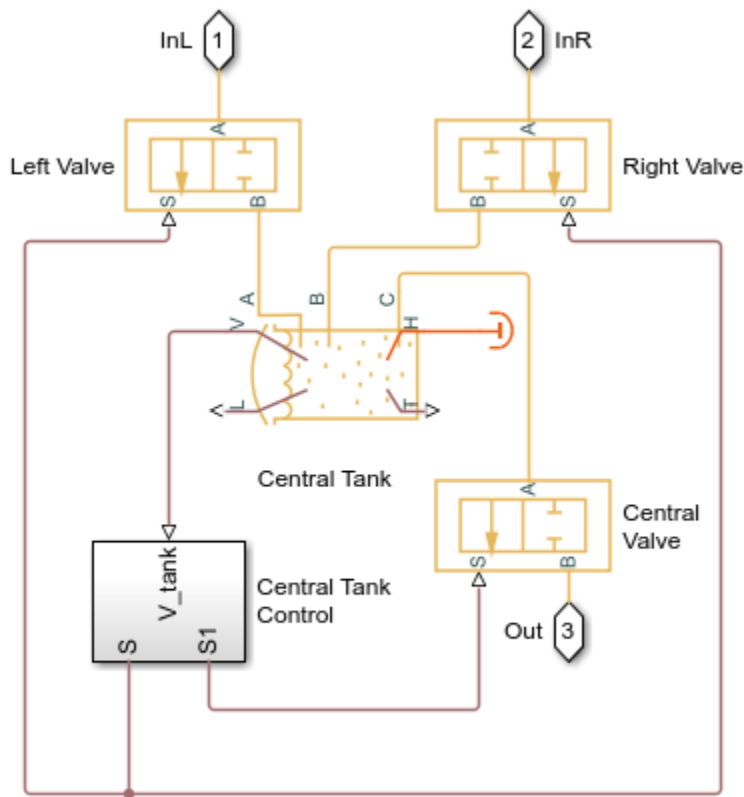 InL 1
2 InR
A
A
Left Valve
Right Valve
S B
B S
A B C
V H
L T
Central Tank
A
Central
Valve
S B
V_tank
Central Tank
Control
S S1
Out 3